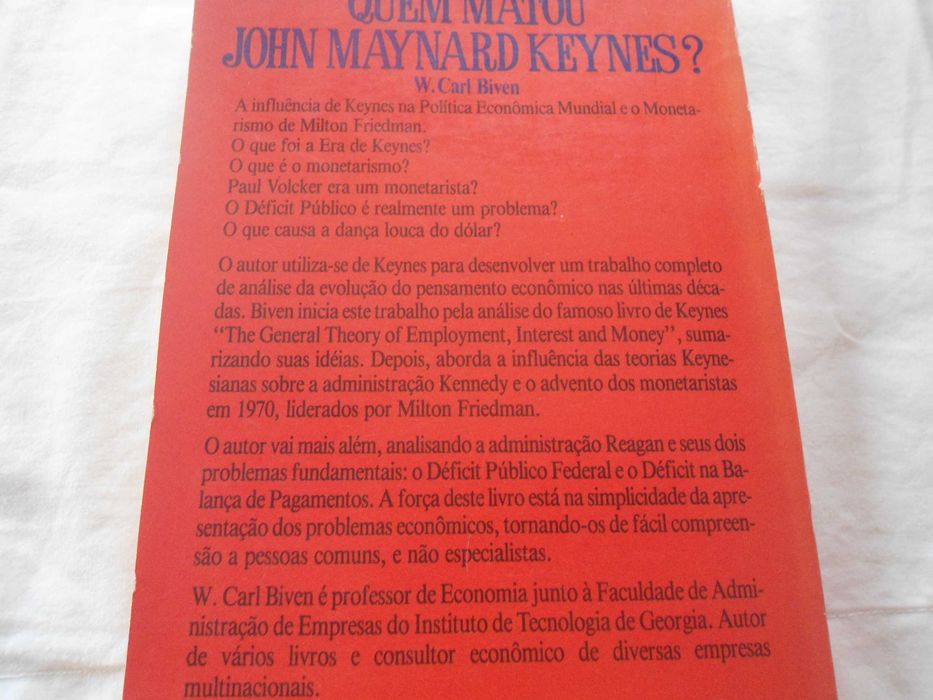 QUEM MATOU
JOHN MAYNARD KEYNES?
W. Carl Biven
A influência de Keynes na Política Econômica Mundial e o Moneta-
rismo de Milton Friedman.
O que foi a Era de Keynes?
O que é o monetarismo?
Paul Volcker era um monetarista?
O Déficit Público é realmente um problema?
O que causa a dança louca do dólar?
O autor utiliza-se de Keynes para desenvolver um trabalho completo
de análise da evolução do pensamento econômico nas últimas déca-
das. Biven inicia este trabalho pela análise do famoso livro de Keynes
“The General Theory of Employment, Interest and Money”, suma-
rizando suas idéias. Depois, aborda a influência das teorias Keyne-
sianas sobre a administração Kennedy e o advento dos monetaristas
em 1970, liderados por Milton Friedman.
O autor vai mais além, analisando a administração Reagan e seus dois
problemas fundamentais: o Déficit Público Federal e o Déficit na Ba-
lança de Pagamentos. A força deste livro está na simplicidade da apre-
sentação dos problemas econômicos, tornando-os de fácil compreen-
são a pessoas comuns, e não especialistas.
W. Carl Biven é professor de Economia junto à Faculdade de Admi-
nistração de Empresas do Instituto de Tecnologia de Georgia. Autor
de vários livros e consultor econômico de diversas empresas
multinacionais.